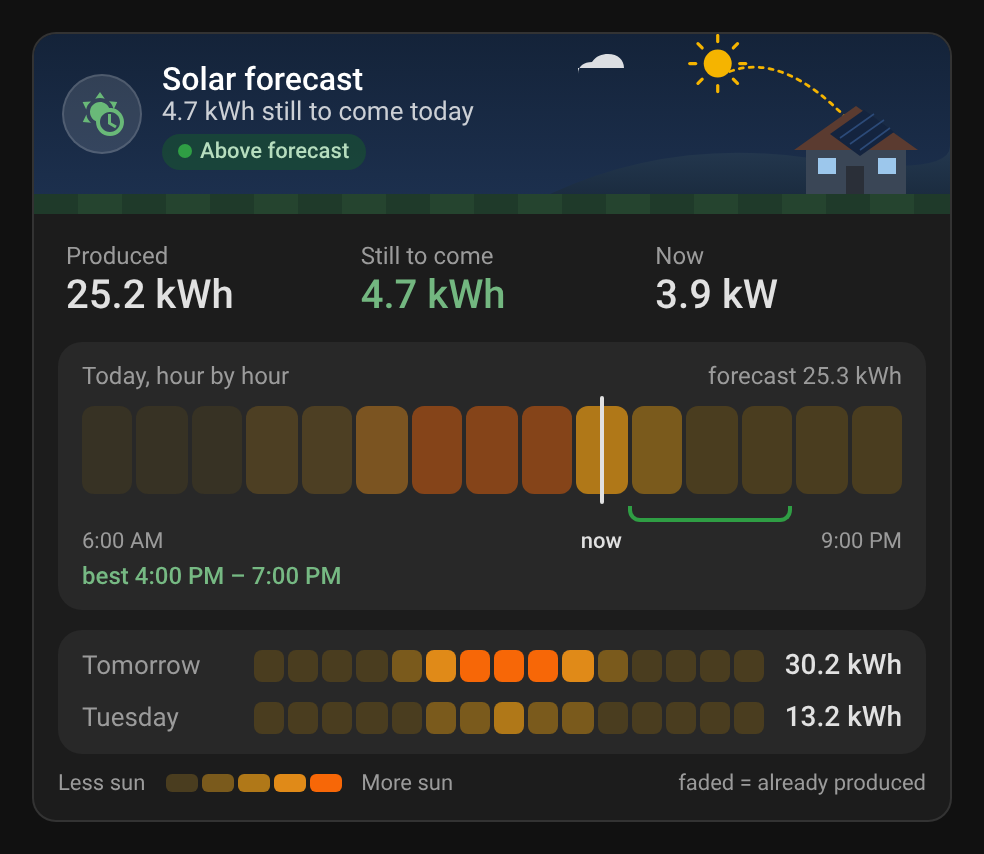 Solar forecast
4.7 kWh still to come today
Above forecast
Produced
25.2 kWh
Still to come
4.7 kWh
Now
3.9 kW
Today, hour by hour
forecast 25.3 kWh
6:00 AM
now
9:00 PM
best 4:00 PM – 7:00 PM
Tomorrow
30.2 kWh
Tuesday
13.2 kWh
Less sun
More sun
faded = already produced